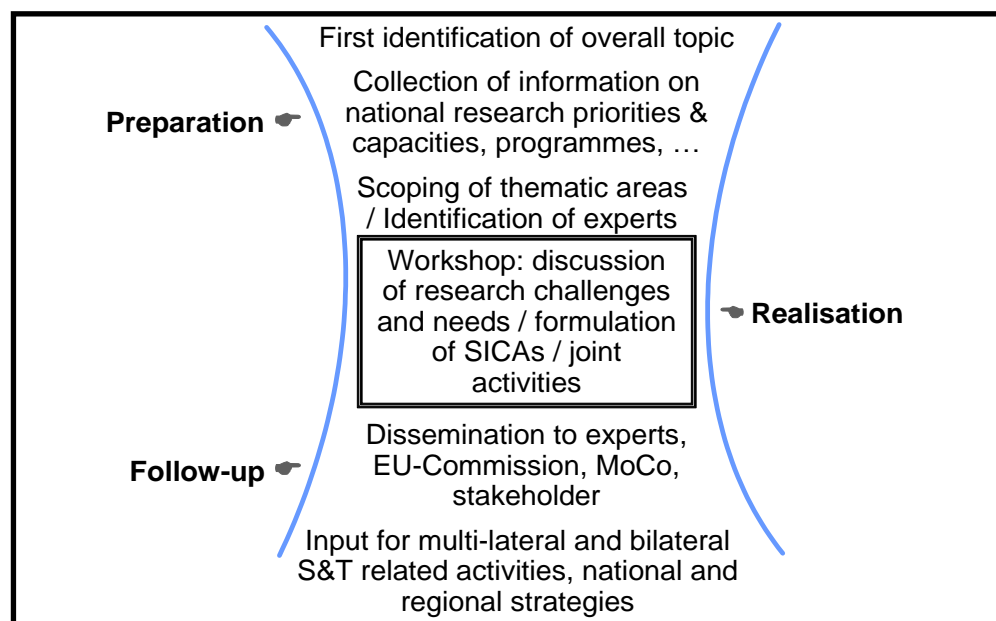 First identification of overall topic
Collection of information on
national research priorities &
capacities, programmes, …
Preparation
Scoping of thematic areas
/ Identification of experts
Workshop: discussion
of research challenges
and needs / formulation
of SICAs / joint
activities
Realisation
Dissemination to experts,
EU-Commission, MoCo,
stakeholder
Follow-up
Input for multi-lateral and bilateral
S&T related activities, national and
regional strategies